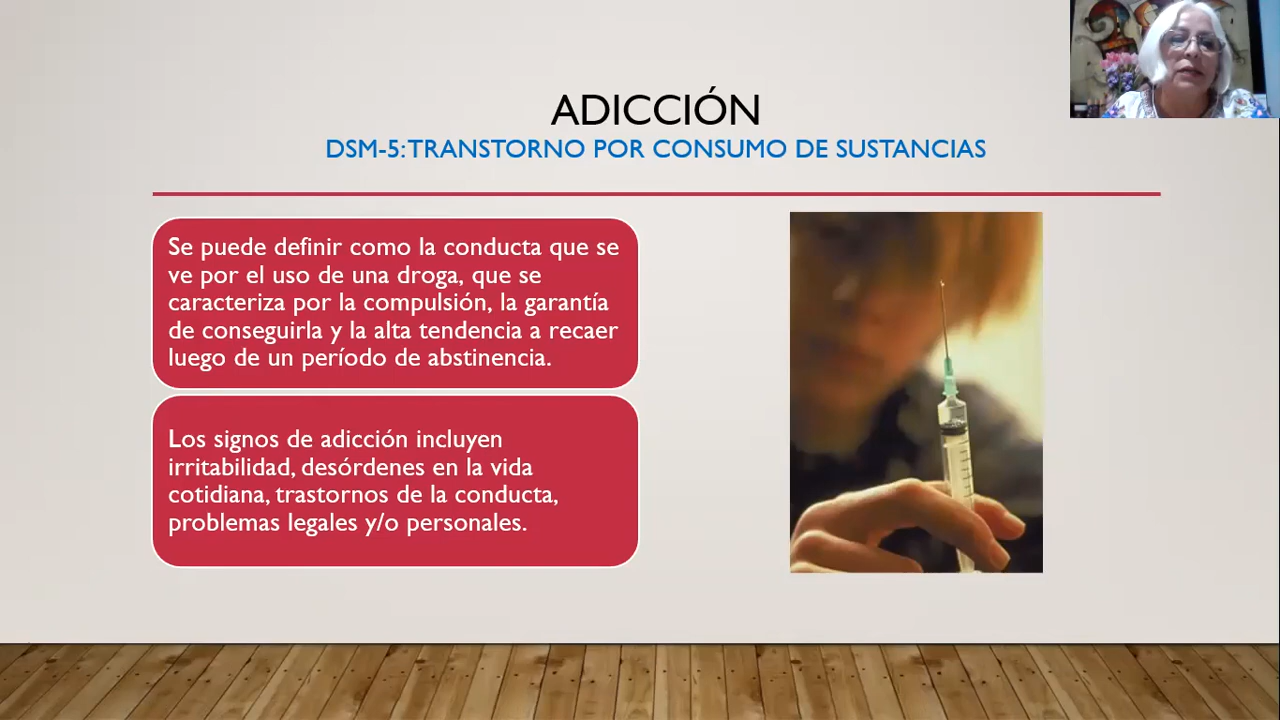 ADICCIÓN
DSM-5: TRANSTORNO POR CONSUMO DE SUSTANCIAS
Se puede definir como la conducta que se
ve por el uso de una droga, que se
caracteriza por la compulsión, la garantía
de conseguirla y la alta tendencia a recaer
luego de un período de abstinencia.
Los signos de adicción incluyen
irritabilidad, desórdenes en la vida
cotidiana, trastornos de la conducta,
problemas legales y/o personales.